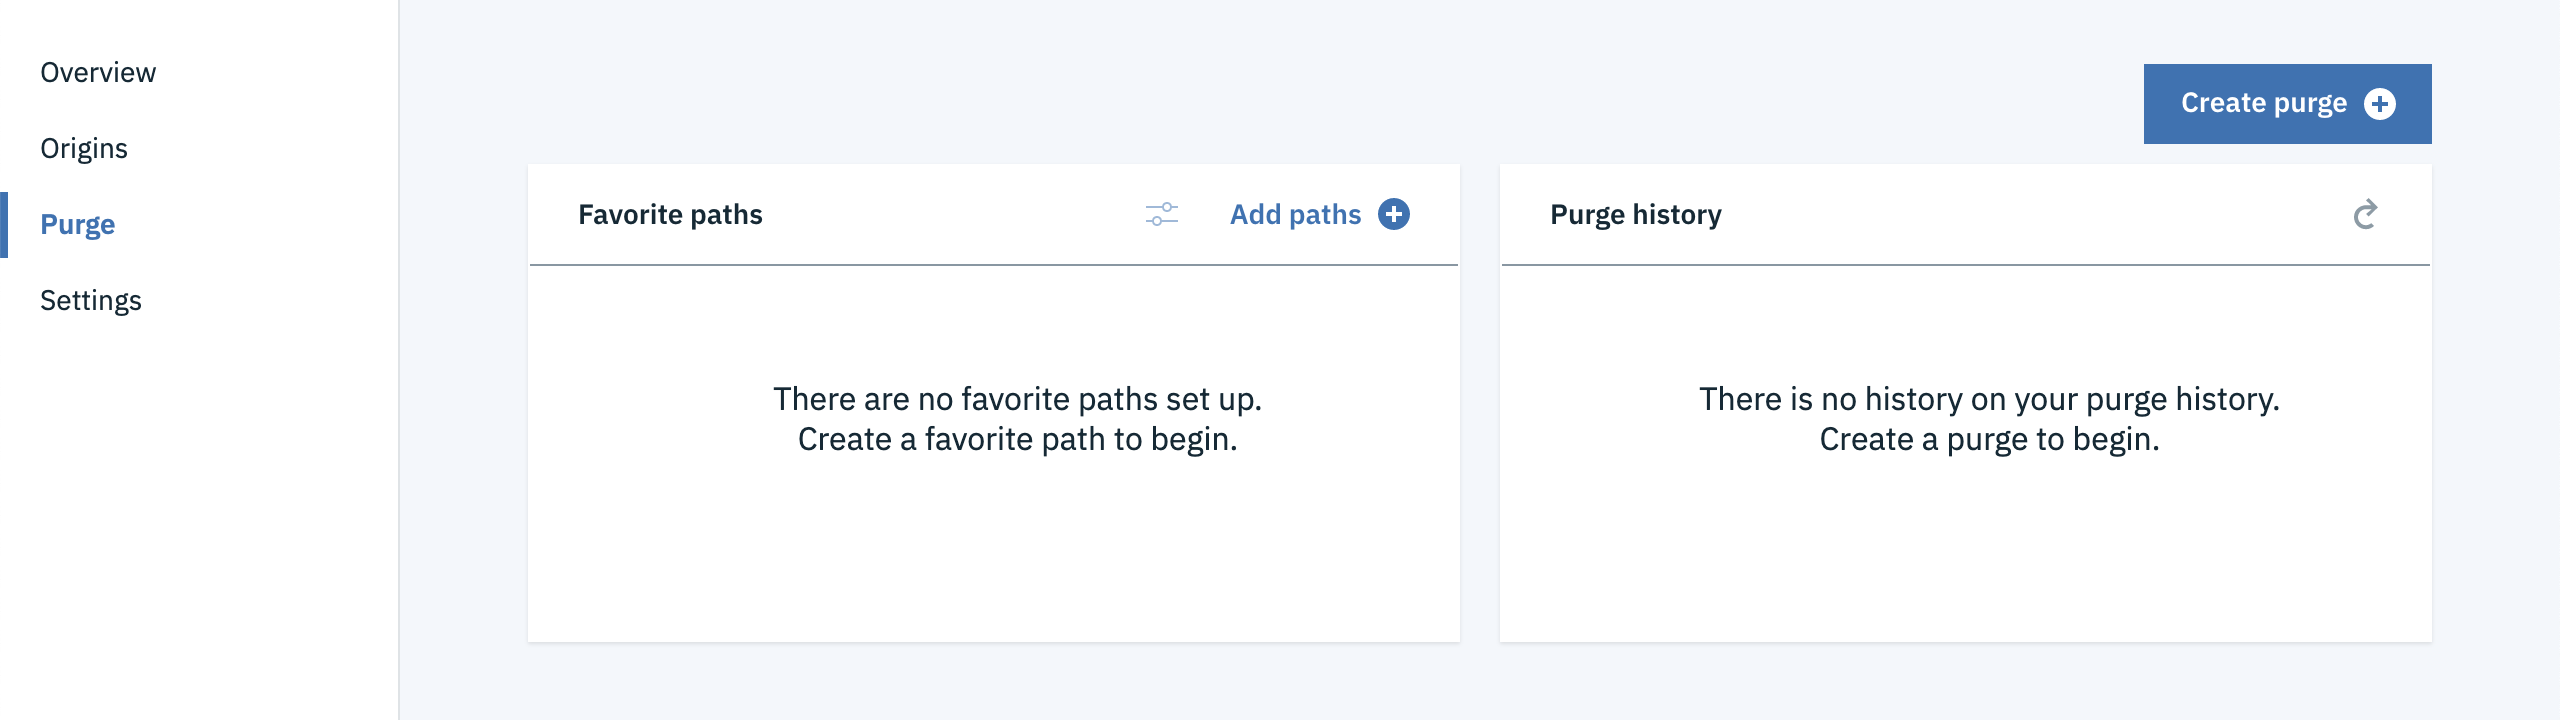 Overview
Origins
Purge
Settings
Create purge
Favorite paths
Add paths
There are no favorite paths set up.
Create a favorite path to begin.
Purge history
There is no history on your purge history.
Create a purge to begin.